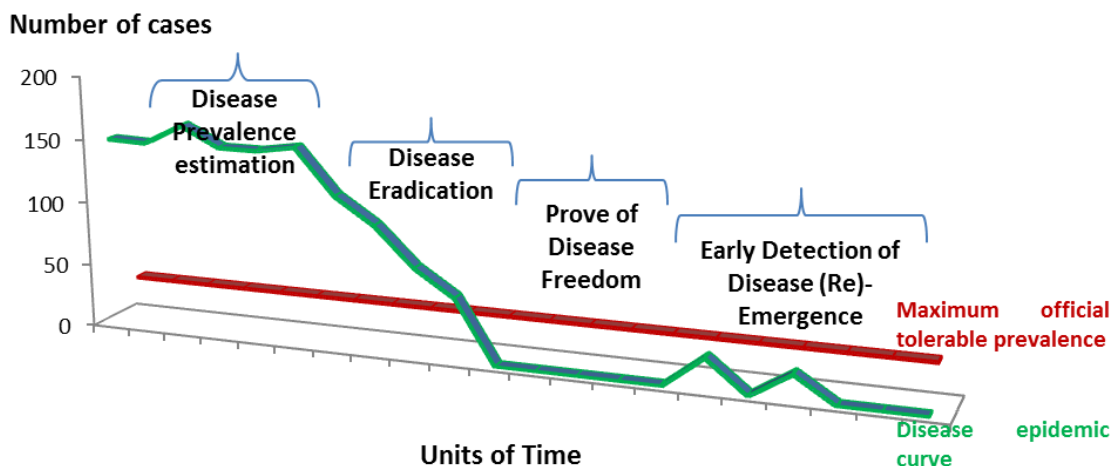 Number of cases
200
150
100
50
0
Disease
Prevalence
estimation
Disease
Eradication
Prove of
Disease
Freedom
Early Detection of
Disease (Re)-
Emergence
Maximum official
tolerable prevalence
Disease epidemic
curve
Units of Time